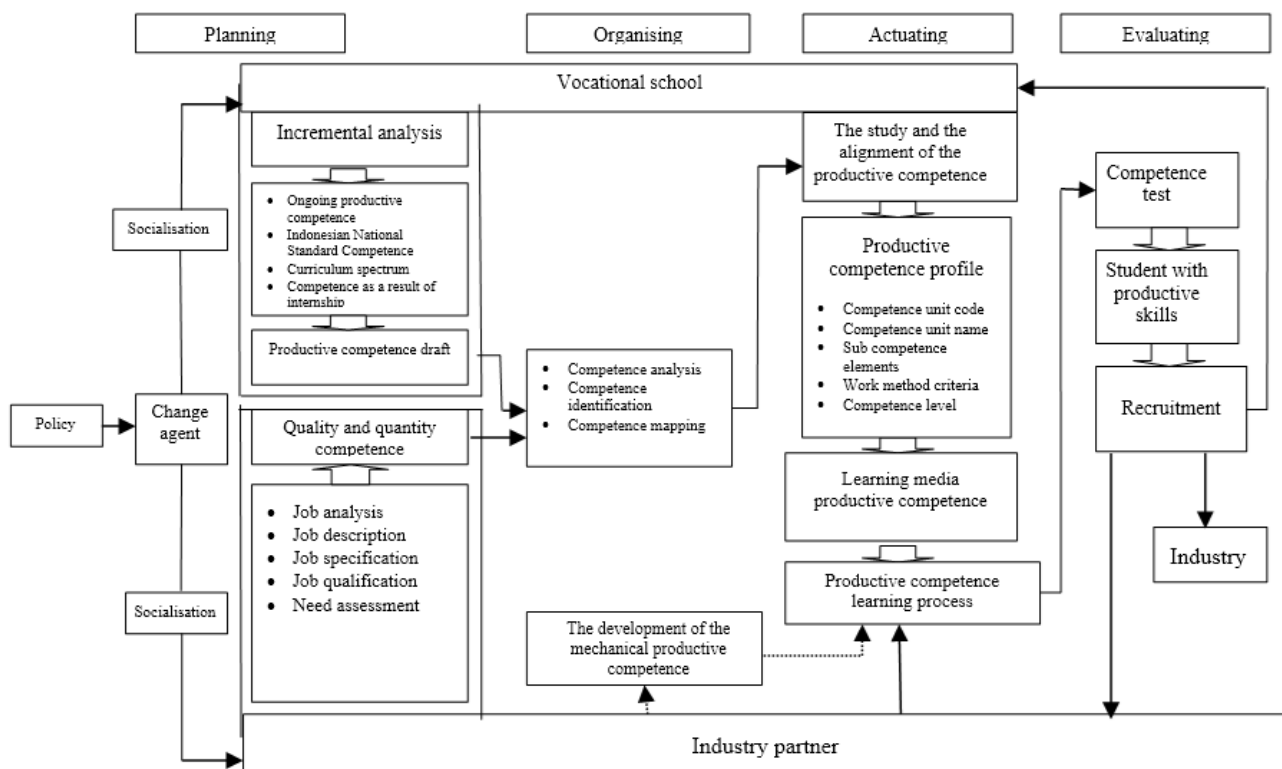 Planning
Organising
Actuating
Evaluating
Vocational school
Incremental analysis
• Ongoing productive
competence
• Indonesian National
Standard Competence
• Curriculum spectrum
• Competence as a result of
internship
Productive competence draft
Socialisation
Policy
Change
agent
Quality and quantity
competence
• Job analysis
• Job description
• Job specification
• Job qualification
• Need assessment
Socialisation
• Competence analysis
• Competence
identification
• Competence mapping
The development of the
mechanical productive
competence
The study and the
alignment of the
productive competence
Productive
competence profile
• Competence unit code
• Competence unit name
• Sub competence
elements
• Work method criteria
• Competence level
Learning media
productive competence
Productive competence
learning process
Competence
test
Student with
productive
skills
Recruitment
Industry
Industry partner